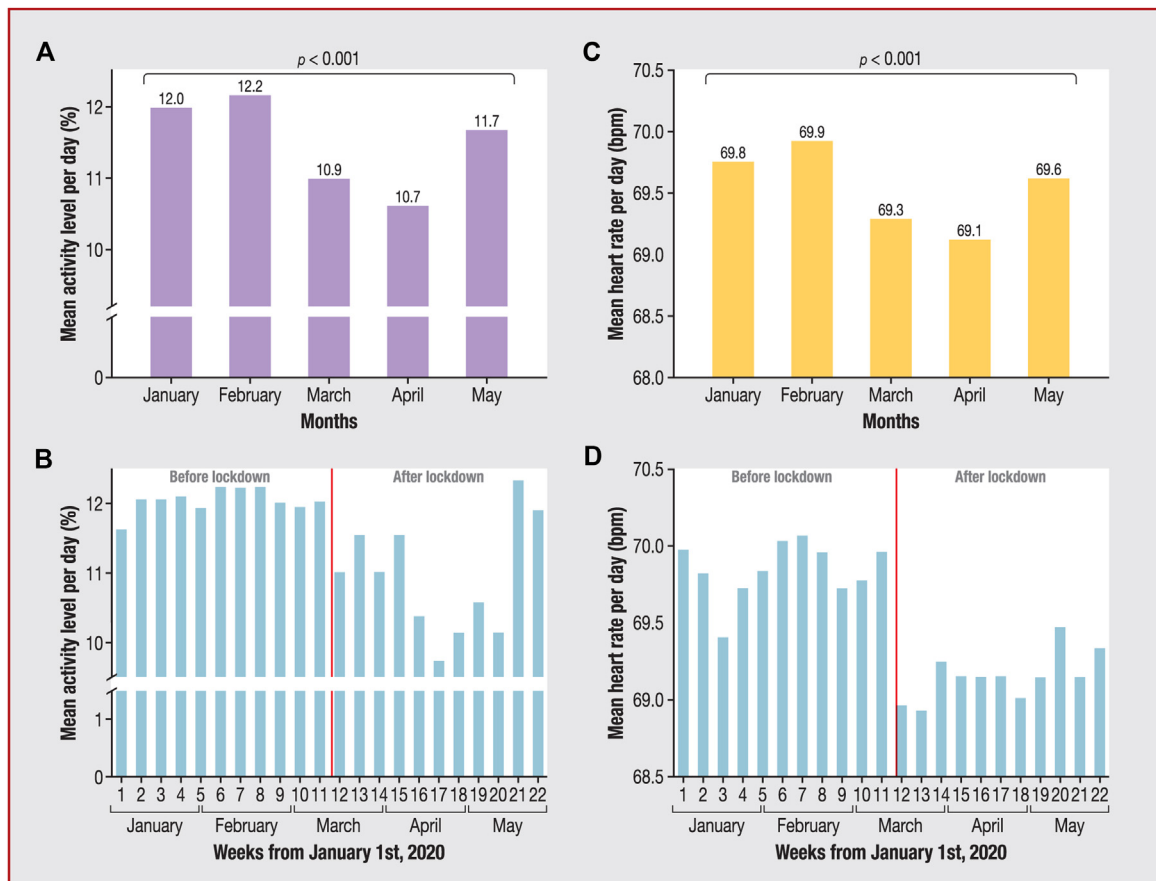 A
p < 0.001
Mean activity level per day (%)
12
11
10
0
12.0
12.2
10.9
10.7
11.7
January February March April May
Months
C
p < 0.001
Mean heart rate per day (bpm)
70.5
70.0
69.5
69.0
68.5
68.0
69.8
69.9
69.3
69.1
69.6
January February March April May
Months
B
Before lockdown After lockdown
Mean activity level per day (%)
12
11
10
1
0
1 2 3 4 5 6 7 8 9 10 11 12 13 14 15 16 17 18 19 20 21 22
January February March April May
Weeks from January 1st, 2020
D
Before lockdown After lockdown
Mean heart rate per day (bpm)
70.5
70.0
69.5
69.0
68.5
1 2 3 4 5 6 7 8 9 10 11 12 13 14 15 16 17 18 19 20 21 22
January February March April May
Weeks from January 1st, 2020